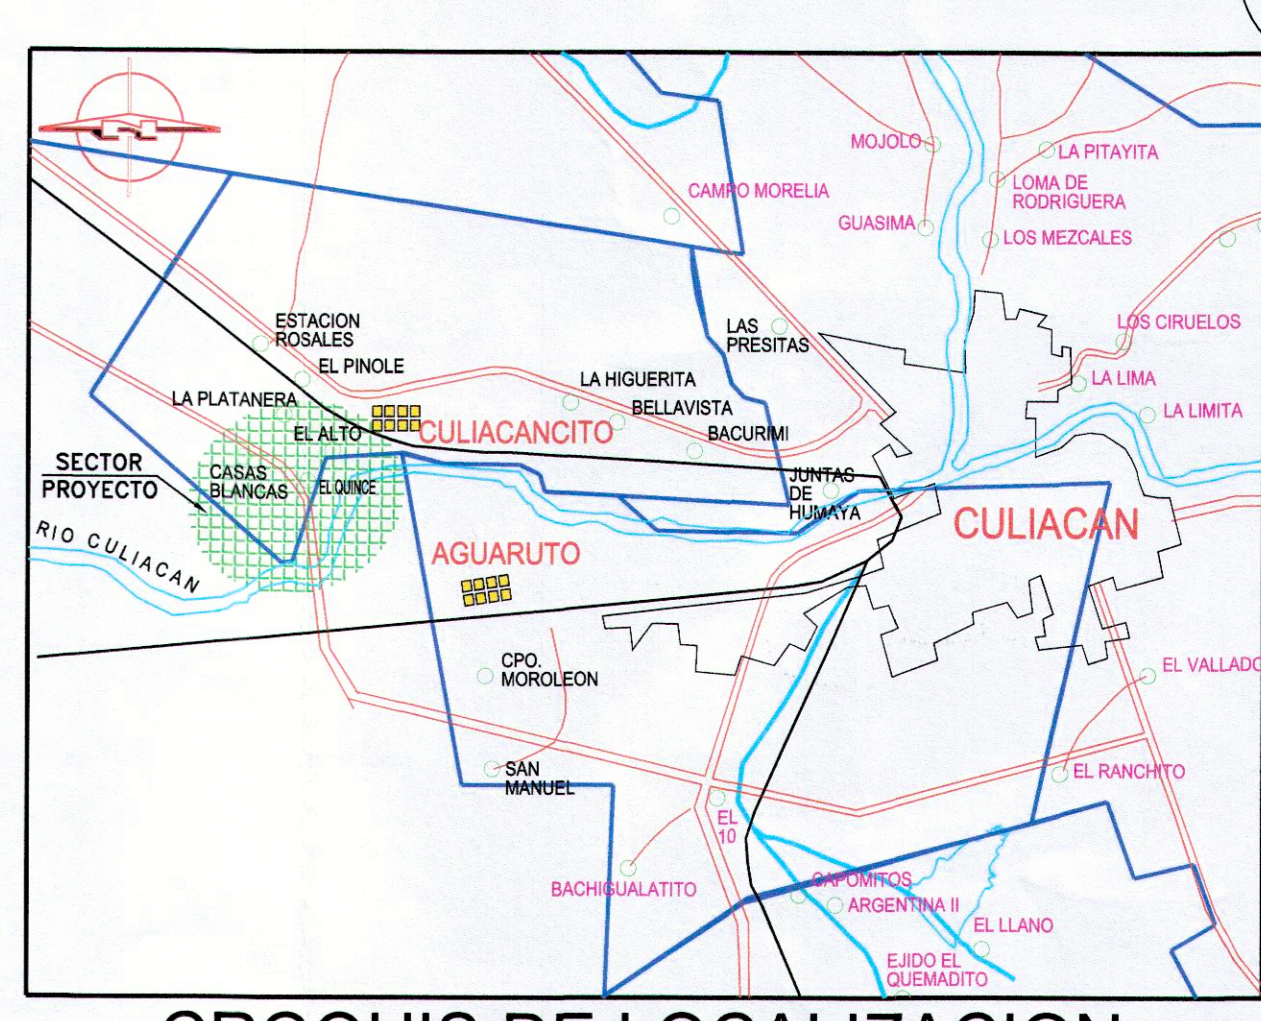 MOJOLO
LA PITAYITA
CAMPO MORELIA
LOMA DE
RODRIGUERA
GUASIMA
LOS MEZCALES
ESTACION
ROSALES
LAS
PRESITAS
LOS CIRUELOS
EL PINOLE
LA HIGUERITA
LA LIMA
LA PLATANERA
BELLAVISTA
LA LIMITA
EL ALTO
CULIACANCITO
BACURIMI
SECTOR
PROYECTO
CASAS
BLANCAS
EL QUINCE
JUNTAS
DE
HUMAYA
CULIACAN
RIO CULIACAN
AGUARUTO
CPO.
MOROLEON
EL VALLADO
SAN
MANUEL
EL RANCHITO
EL
10
BACHIGUALATITO
CAPOMITOS
ARGENTINA II
EL LLANO
EJIDO EL
QUEMADITO
CROQUIS DE LOCALIZACION